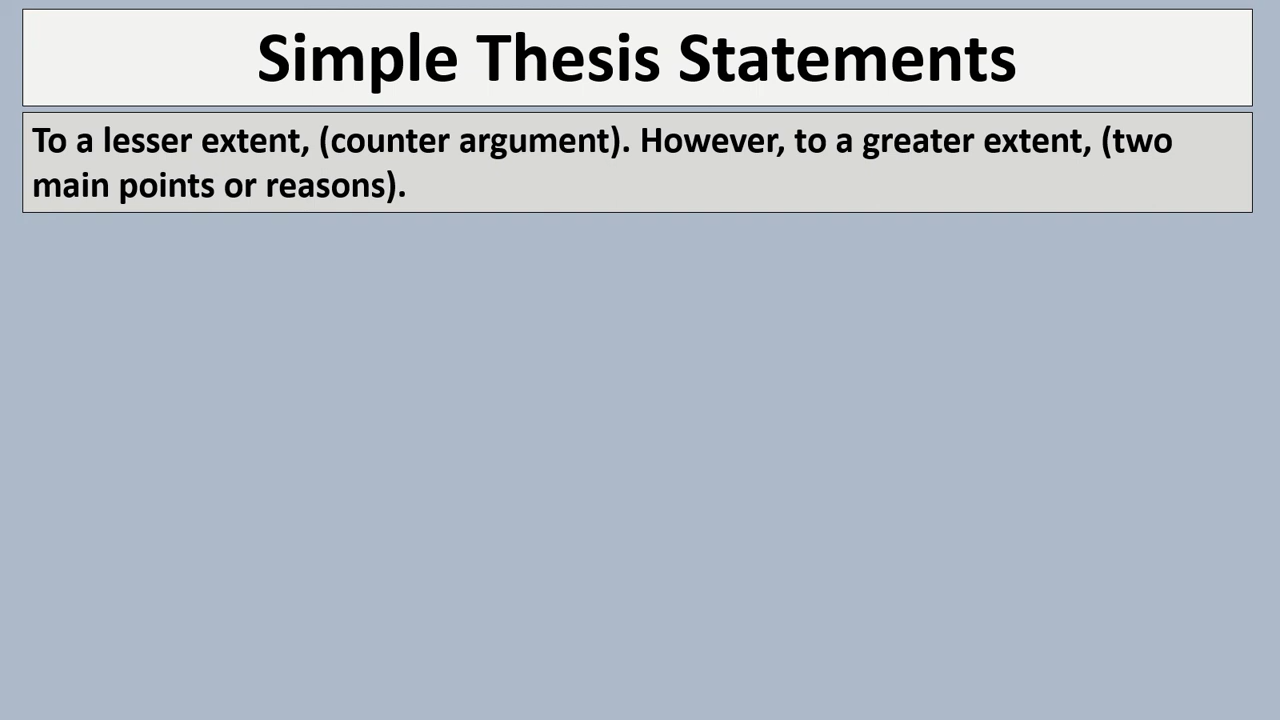 Simple Thesis Statements
To a lesser extent, (counter argument). However, to a greater extent, (two
main points or reasons).